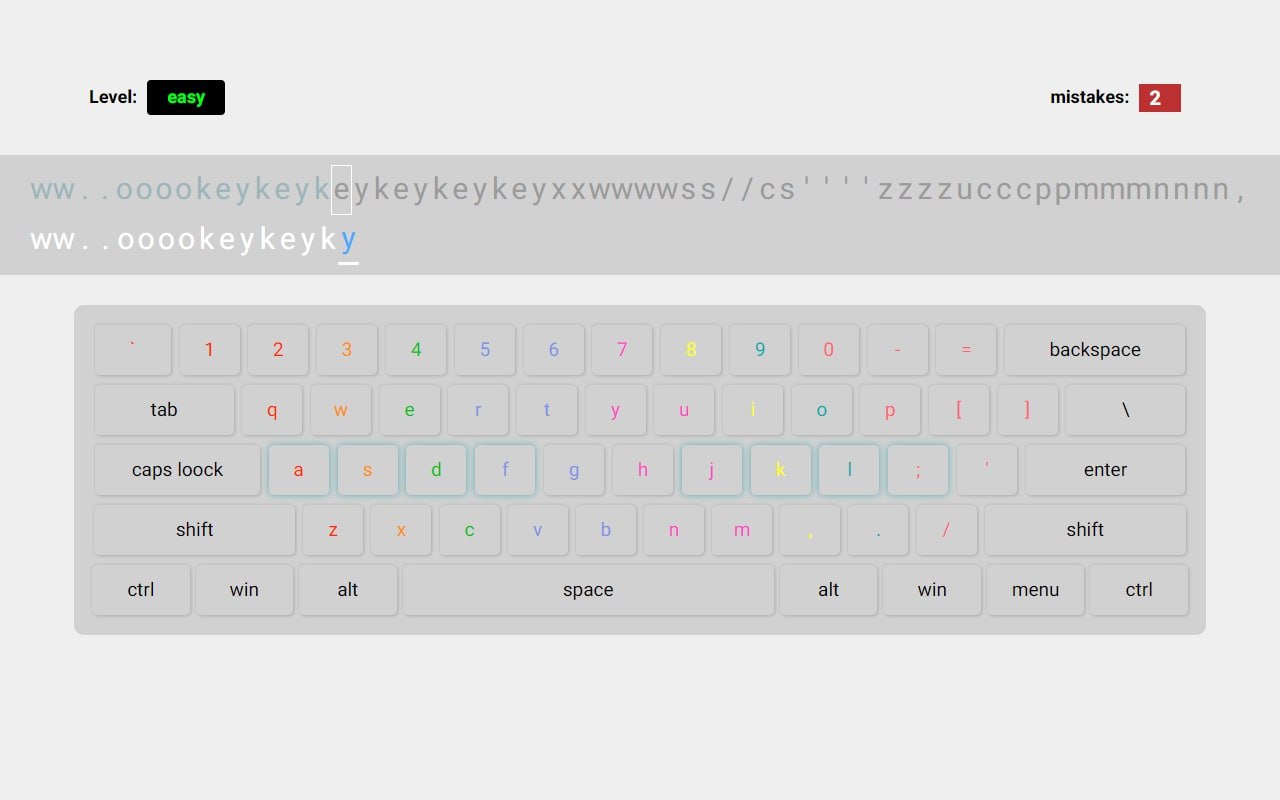 Level: easy mistakes: 2
ww..ooookeykeykeykeykeykeyxxwwwwss//cs''''zzzzucccppmmmnnnn,
ww..ooookeykeyky
` 1 2 3 4 5 6 7 8 9 0 - = backspace
tab q w e r t y u i o p [ ] \
caps loock a s d f g h j k l ; ' enter
shift z x c v b n m , . / shift
ctrl win alt space alt win menu ctrl